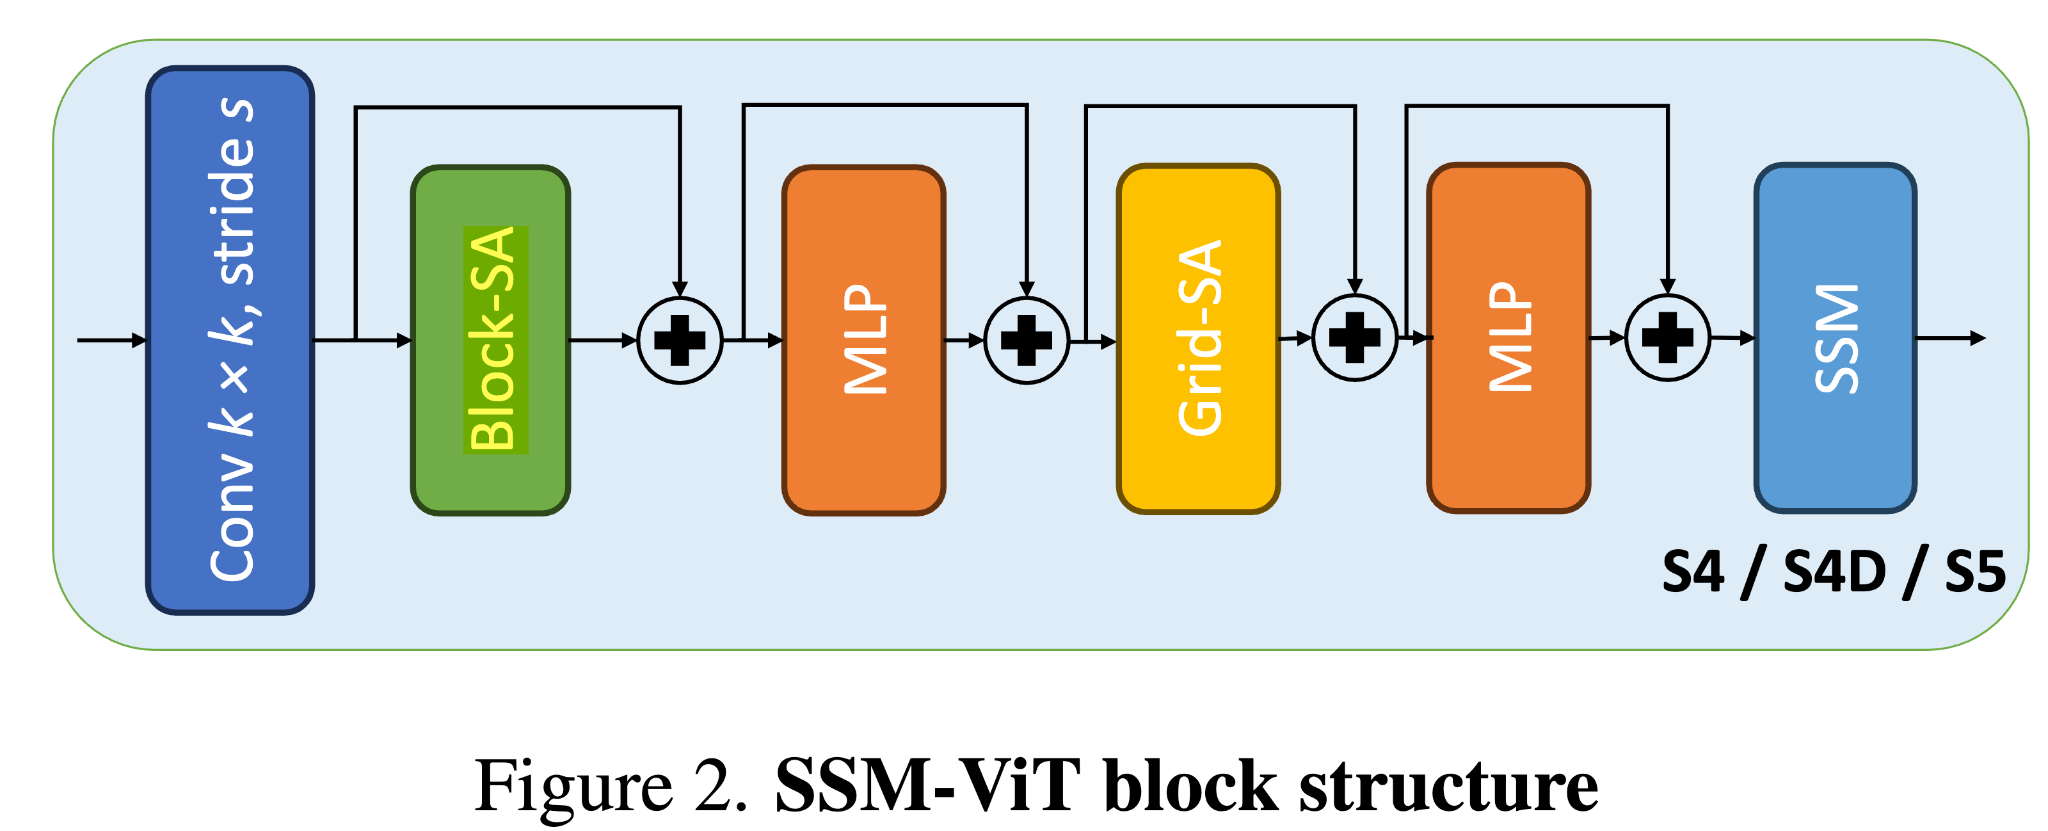 Conv k × k, stride s
Block-SA
MLP
Grid-SA
MLP
SSM
S4 / S4D / S5
Figure 2. SSM-ViT block structure